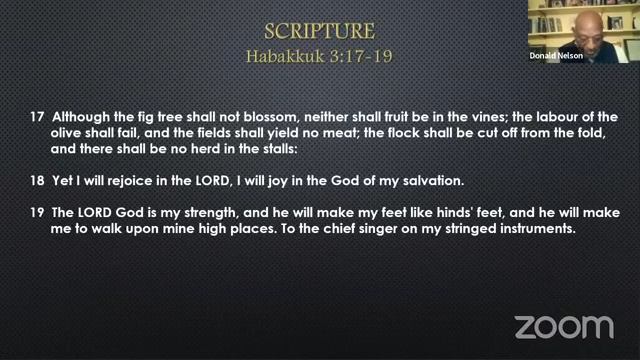 SCRIPTURE
Habakkuk 3:17-19
Donald Nelson
17 Although the fig tree shall not blossom, neither shall fruit be in the vines; the labour of the
olive shall fail, and the fields shall yield no meat; the flock shall be cut off from the fold,
and there shall be no herd in the stalls:
18 Yet I will rejoice in the LORD, I will joy in the God of my salvation.
19 The LORD God is my strength, and he will make my feet like hinds' feet, and he will make
me to walk upon mine high places. To the chief singer on my stringed instruments.
zoom